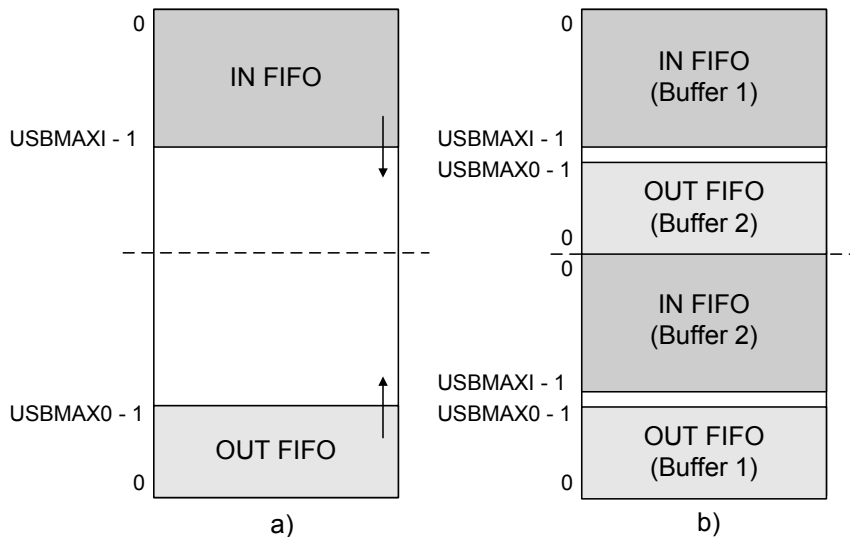 0
IN FIFO
USBMAXI - 1
USBMAX0 - 1
OUT FIFO
0
a)
0
IN FIFO
(Buffer 1)
USBMAXI - 1
USBMAX0 - 1
OUT FIFO
(Buffer 2)
0
0
IN FIFO
(Buffer 2)
USBMAXI - 1
USBMAX0 - 1
OUT FIFO
(Buffer 1)
0
b)